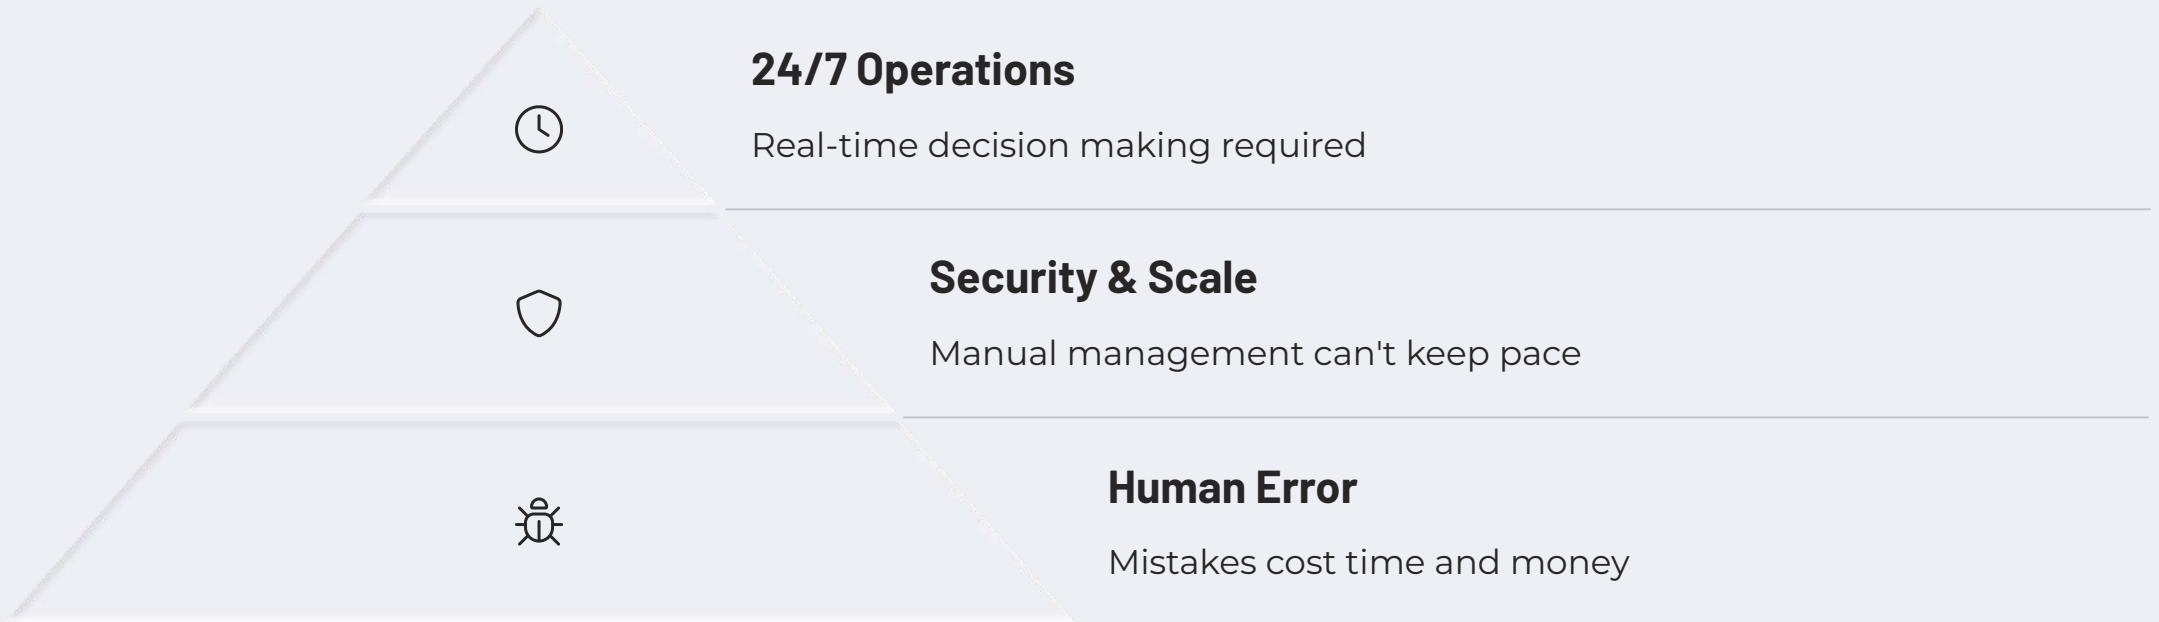 24/7 Operations
Real-time decision making required
Security & Scale
Manual management can't keep pace
Human Error
Mistakes cost time and money